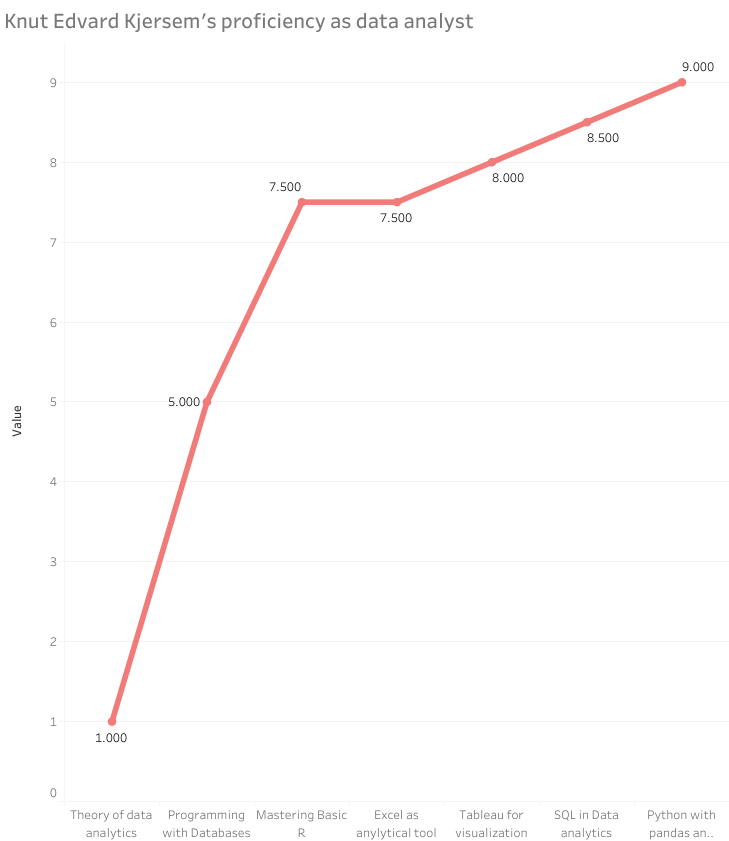 Knut Edvard Kjersem’s proficiency as data analyst
9.000
9
8.500
8
8.000
7.500
7.500
7
6
5.000
5
Value
4
3
2
1
1.000
0
Theory of data
analytics
Programming
with Databases
Mastering Basic
R
Excel as
anylytical tool
Tableau for
visualization
SQL in Data
analytics
Python with
pandas an..